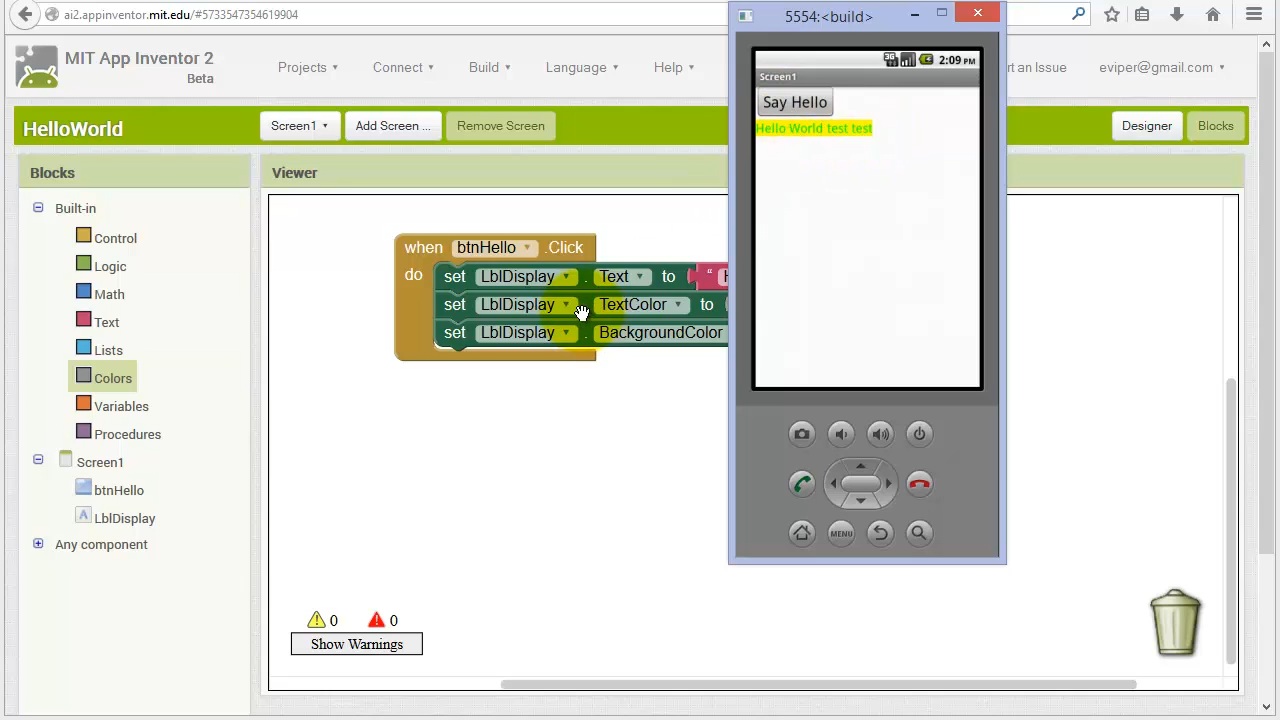 ai2.appinventor.mit.edu/#5733547354619904
5554:<build>
MIT App Inventor 2
Beta
Projects
Connect
Build
Language
Help
rt an Issue
eviper@gmail.com
HelloWorld
Screen1
Add Screen ...
Remove Screen
Designer
Blocks
Blocks
Viewer
Built-in
Control
Logic
Math
Text
Lists
Colors
Variables
Procedures
Screen1
btnHello
LblDisplay
Any component
when btnHello .Click
do set LblDisplay . Text to “ H
set LblDisplay . TextColor to
set LblDisplay . BackgroundColor
0 0
Show Warnings
3G 2:09 PM
Screen1
Say Hello
Hello World test test
MENU